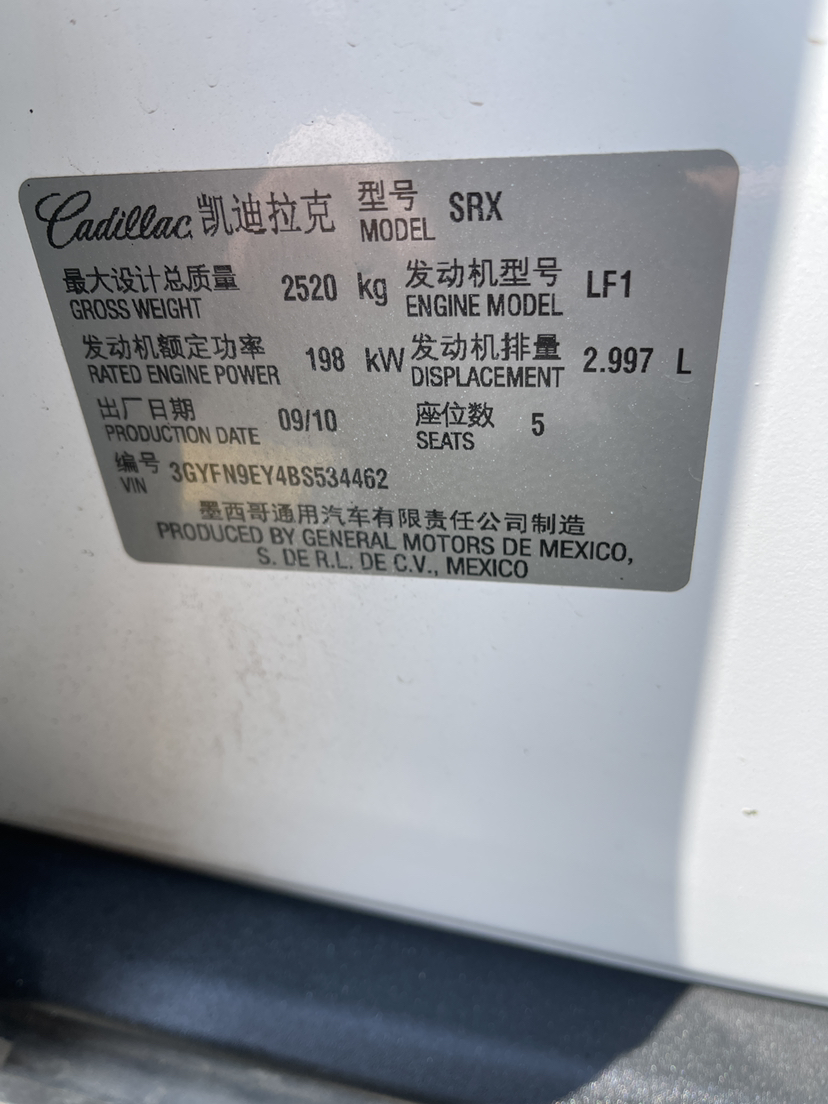 Cadillac 凯迪拉克 型号 MODEL SRX
最大设计总质量 GROSS WEIGHT 2520 kg 发动机型号 ENGINE MODEL LF1
发动机额定功率 RATED ENGINE POWER 198 kW 发动机排量 DISPLACEMENT 2.997 L
出厂日期 PRODUCTION DATE 09/10 座位数 SEATS 5
编号 VIN 3GYFN9EY4BS534462
墨西哥通用汽车有限责任公司制造
PRODUCED BY GENERAL MOTORS DE MEXICO,
S. DE R.L. DE C.V., MEXICO